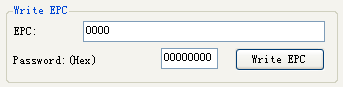 Write EPC
EPC: 0000
Password:(Hex) 00000000 Write EPC